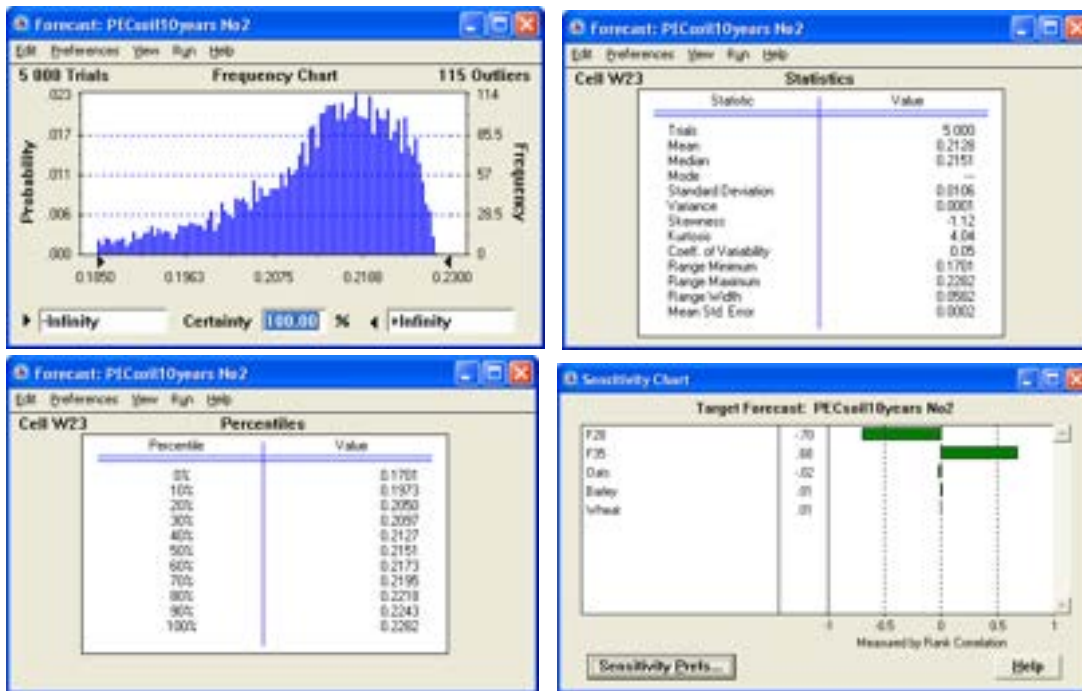 Forecast: PECsoil10years No2
Edit Preferences View Run Help
5 000 Trials Frequency Chart 115 Outliers
.023 114
.017 85.5
.011 57
.006 28.5
.000 0
Probability
Frequency
0.1850 0.1963 0.2075 0.2188 0.2300
-Infinity Certainty 100.00 % +Infinity
Forecast: PECsoil10years No2
Edit Preferences View Run Help
Cell W23 Statistics
Statistic Value
Trials 5 000
Mean 0.2128
Median 0.2151
Mode ---
Standard Deviation 0.0106
Variance 0.0001
Skewness -1.12
Kurtosis 4.04
Coeff. of Variability 0.05
Range Minimum 0.1701
Range Maximum 0.2282
Range Width 0.0582
Mean Std. Error 0.0002
Forecast: PECsoil10years No2
Edit Preferences View Run Help
Cell W23 Percentiles
Percentile Value
0% 0.1701
10% 0.1973
20% 0.2050
30% 0.2097
40% 0.2127
50% 0.2151
60% 0.2173
70% 0.2195
80% 0.2218
90% 0.2243
100% 0.2282
Sensitivity Chart
Target Forecast: PECsoil10years No2
F28 -.70
F35 .68
Oats -.02
Barley .01
Wheat .01
-1 -0.5 0 0.5 1
Measured by Rank Correlation
Sensitivity Prefs... Help